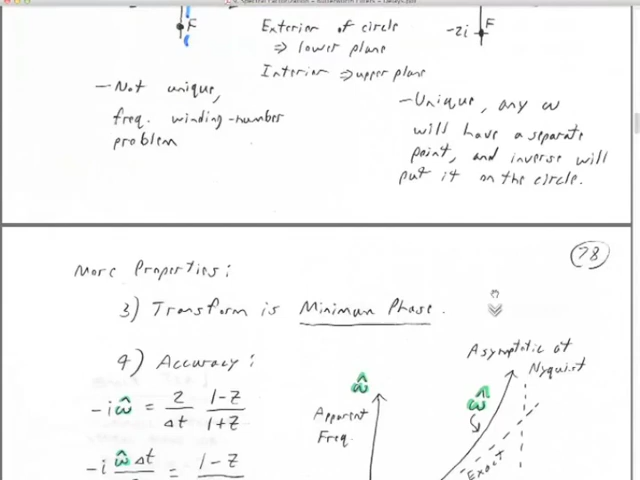 F
Exterior of circle
⇒ lower plane
Interior ⇒ upper plane
-2i
F
- Not unique,
freq. winding-number
problem
- Unique, any ω
will have a separate
point, and inverse will
put it on the circle.
78
More Properties:
3) Transform is Minimum Phase.
4) Accuracy:
-i ω̂ = 2/Δt (1-Z)/(1+Z)
-i ω̂ Δt = 1-Z
ω̂
Apparent
Freq.
Asymptotic at
Nyquist
ω̂
Exact